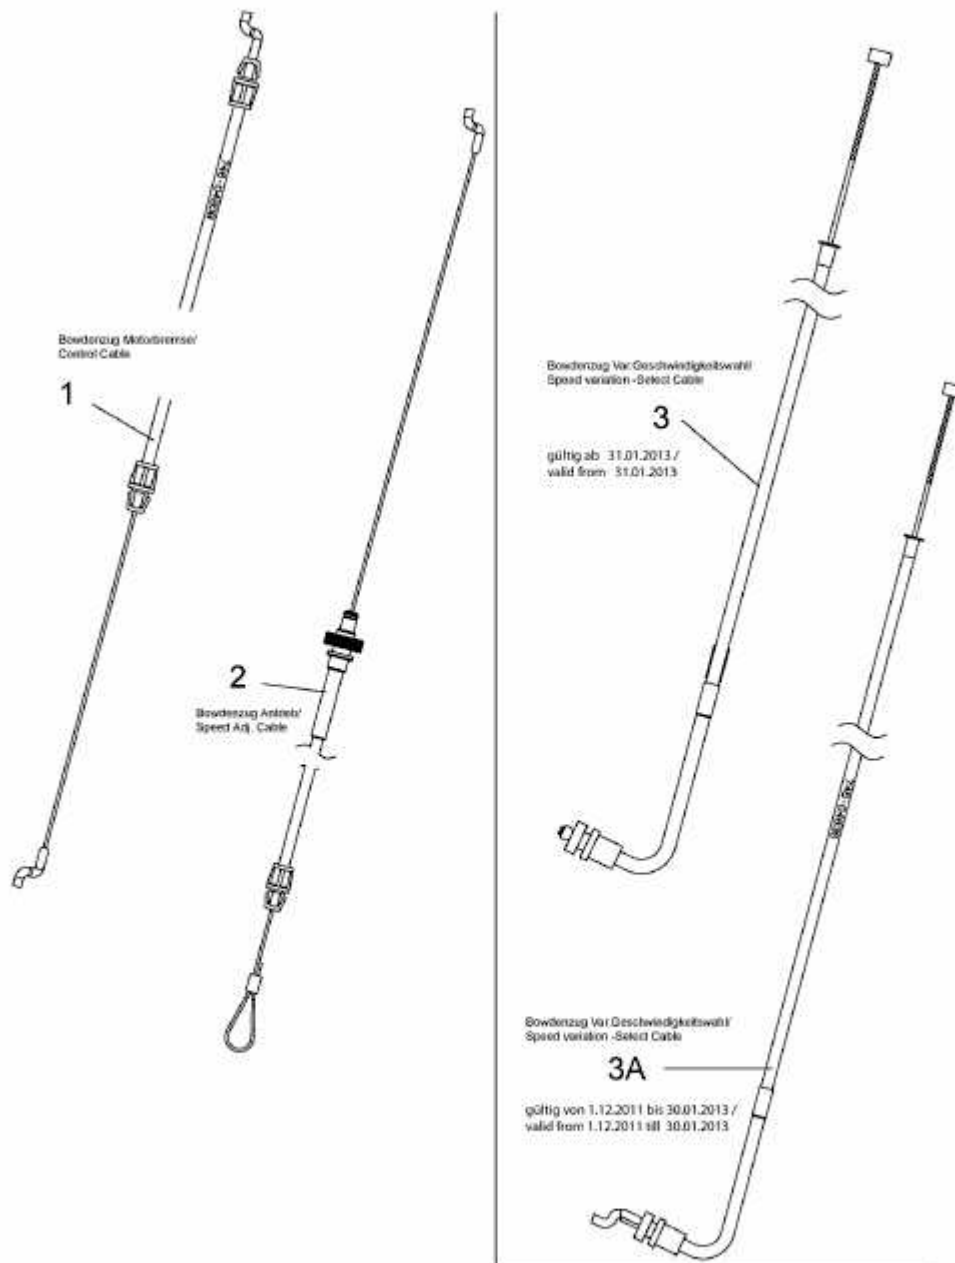 Bowdenzug Motorbremse/
Control Cable
1
2
Bowdenzug Antrieb/
Speed Adj. Cable
Bowdenzug Var.Geschwindigkeitswahl/
Speed variation -Select Cable
3
gültig ab 31.01.2013 /
valid from 31.01.2013
Bowdenzug Var.Geschwindigkeitswahl/
Speed variation -Select Cable
3A
gültig von 1.12.2011 bis 30.01.2013 /
valid from 1.12.2011 till 30.01.2013